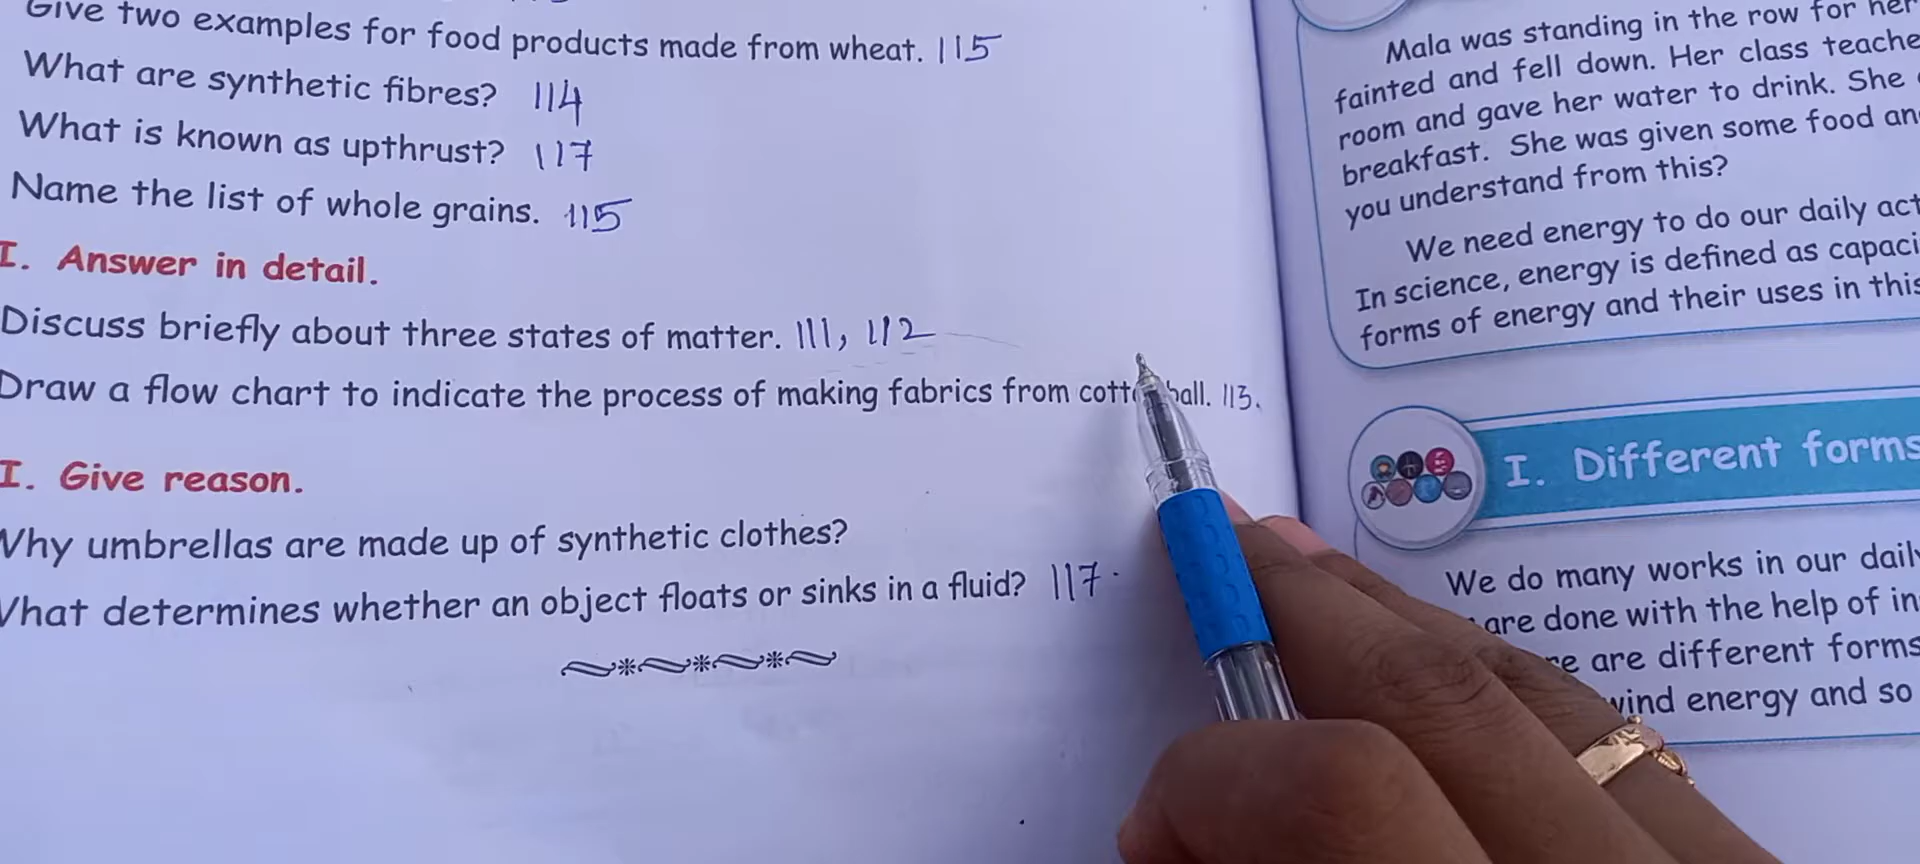 Give two examples for food products made from wheat. 115
What are synthetic fibres? 114
What is known as upthrust? 117
Name the list of whole grains. 115
I. Answer in detail.
Discuss briefly about three states of matter. 111, 112
Draw a flow chart to indicate the process of making fabrics from ball. 113.
I. Give reason.
Why umbrellas are made up of synthetic clothes?
What determines whether an object floats or sinks in a fluid? 117.
Mala was standing in the row for her
fainted and fell down. Her class teache
room and gave her water to drink. She
breakfast. She was given some food an
you understand from this?
We need energy to do our daily act
In science, energy is defined as capaci
forms of energy and their uses in this
I. Different forms
We do many works in our daily
are done with the help of in
are different forms
wind energy and so